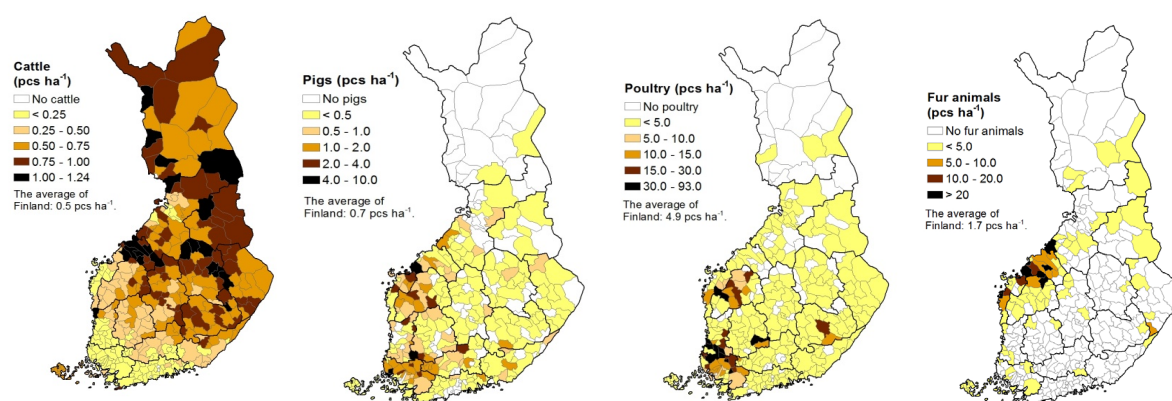 Cattle
(pcs ha⁻¹)
No cattle
< 0.25
0.25 - 0.50
0.50 - 0.75
0.75 - 1.00
1.00 - 1.24
The average of
Finland: 0.5 pcs ha⁻¹.
Pigs (pcs ha⁻¹)
No pigs
< 0.5
0.5 - 1.0
1.0 - 2.0
2.0 - 4.0
4.0 - 10.0
The average of
Finland: 0.7 pcs ha⁻¹.
Poultry (pcs ha⁻¹)
No poultry
< 5.0
5.0 - 10.0
10.0 - 15.0
15.0 - 30.0
30.0 - 93.0
The average of
Finland: 4.9 pcs ha⁻¹.
Fur animals
(pcs ha⁻¹)
No fur animals
< 5.0
5.0 - 10.0
10.0 - 20.0
> 20
The average of
Finland: 1.7 pcs ha⁻¹.